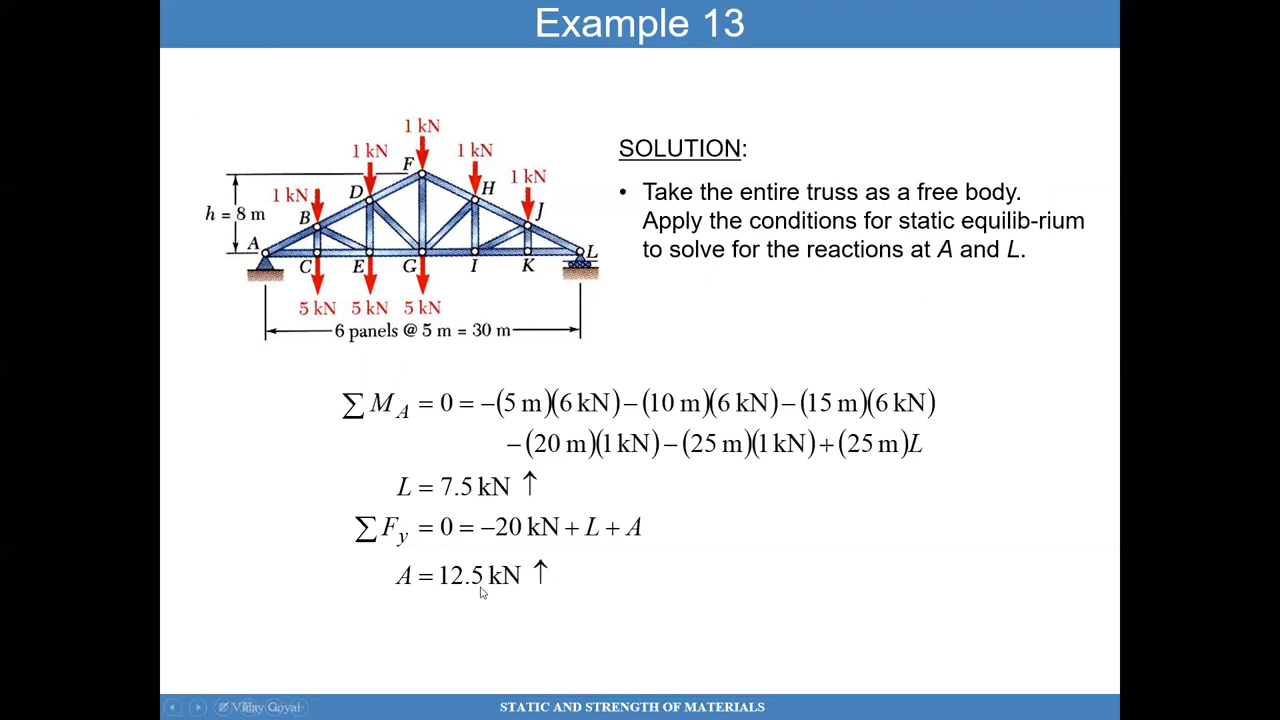 Example 13
1 kN
1 kN
F
1 kN
1 kN
D
H
1 kN
h = 8 m
B
J
A
L
C
E
G
I
K
5 kN 5 kN 5 kN
6 panels @ 5 m = 30 m
SOLUTION:
• Take the entire truss as a free body.
Apply the conditions for static equilib-rium
to solve for the reactions at A and L.
∑ M_A = 0 = −(5 m)(6 kN) − (10 m)(6 kN) − (15 m)(6 kN)
− (20 m)(1 kN) − (25 m)(1 kN) + (25 m)L
L = 7.5 kN ↑
∑ F_y = 0 = −20 kN + L + A
A = 12.5 kN ↑
Vijay Goyal
STATIC AND STRENGTH OF MATERIALS